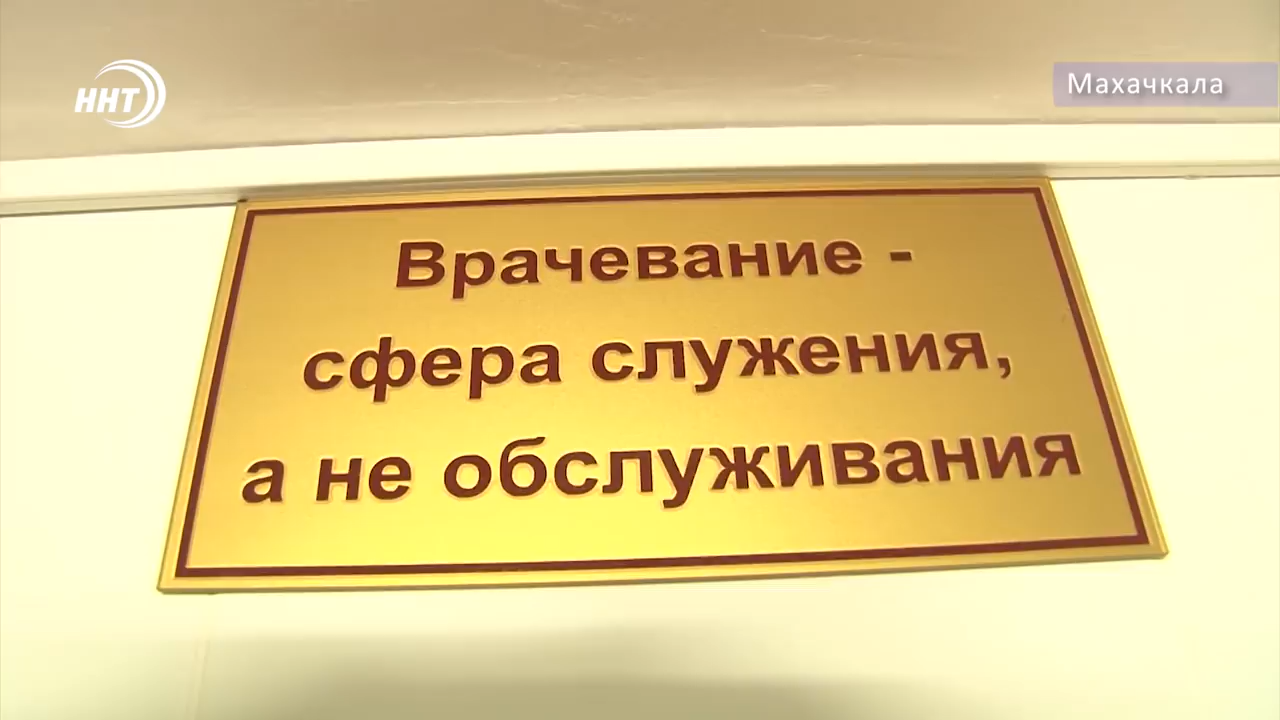 ННТ
Махачкала
Врачевание -
сфера служения,
а не обслуживания